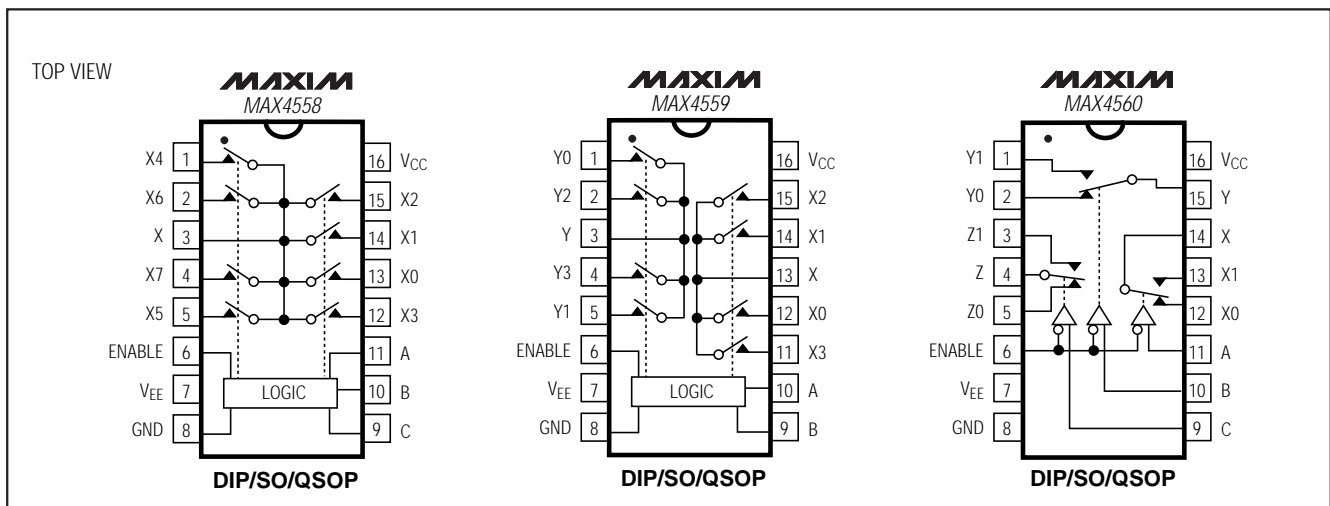 TOP VIEW
MAXIM
MAX4558
X4 1
16 VCC
X6 2
15 X2
X 3
14 X1
X7 4
13 X0
X5 5
12 X3
ENABLE 6
11 A
VEE 7
LOGIC
10 B
GND 8
9 C
DIP/SO/QSOP
MAXIM
MAX4559
Y0 1
16 VCC
Y2 2
15 X2
Y 3
14 X1
Y3 4
13 X
Y1 5
12 X0
ENABLE 6
11 X3
VEE 7
LOGIC
10 A
GND 8
9 B
DIP/SO/QSOP
MAXIM
MAX4560
Y1 1
16 VCC
Y0 2
15 Y
Z1 3
14 X
Z 4
13 X1
Z0 5
12 X0
ENABLE 6
11 A
VEE 7
10 B
GND 8
9 C
DIP/SO/QSOP